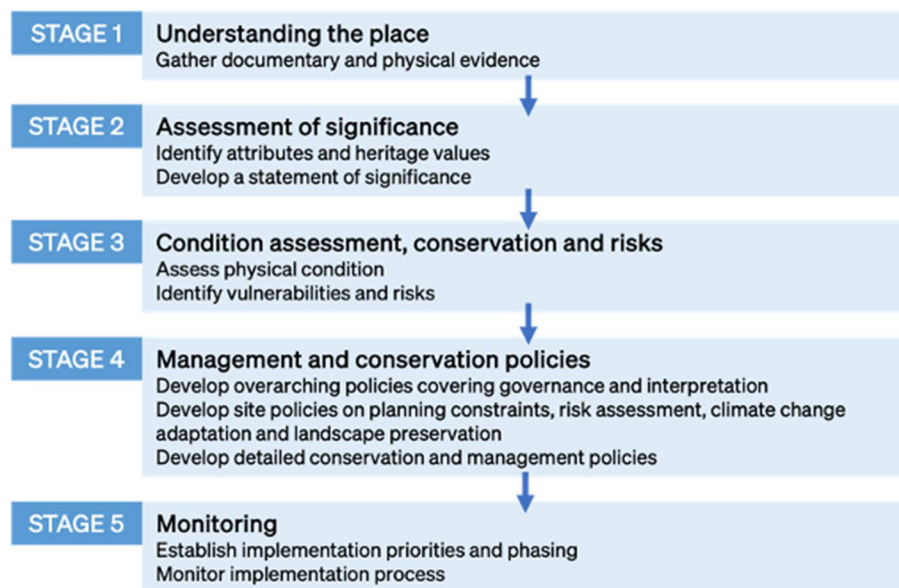 STAGE 1
Understanding the place
Gather documentary and physical evidence
STAGE 2
Assessment of significance
Identify attributes and heritage values
Develop a statement of significance
STAGE 3
Condition assessment, conservation and risks
Assess physical condition
Identify vulnerabilities and risks
STAGE 4
Management and conservation policies
Develop overarching policies covering governance and interpretation
Develop site policies on planning constraints, risk assessment, climate change
adaptation and landscape preservation
Develop detailed conservation and management policies
STAGE 5
Monitoring
Establish implementation priorities and phasing
Monitor implementation process